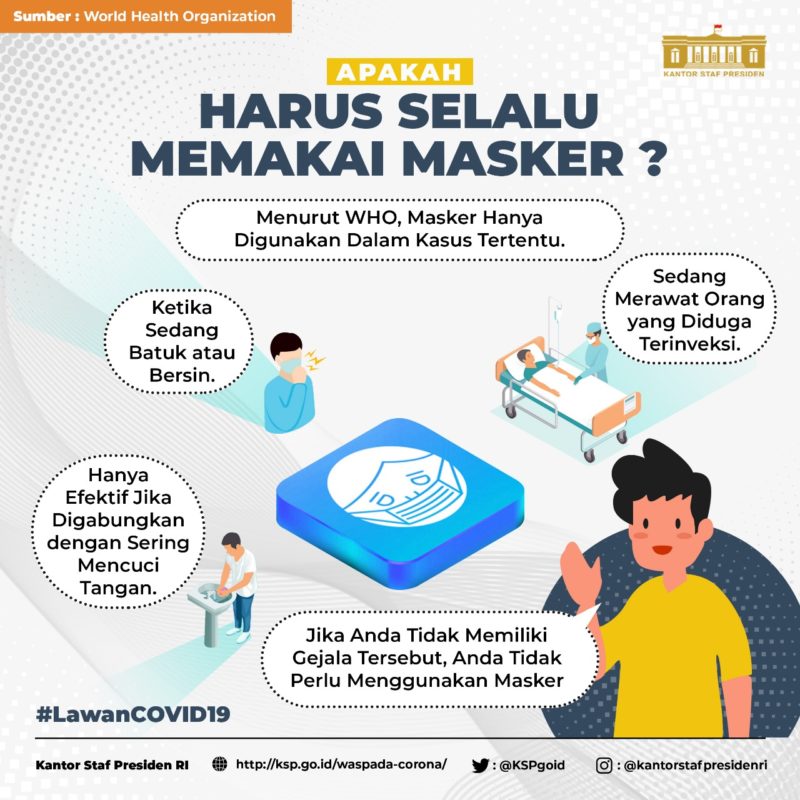 Sumber : World Health Organization
KANTOR STAF PRESIDEN
APAKAH
HARUS SELALU
MEMAKAI MASKER ?
Menurut WHO, Masker Hanya
Digunakan Dalam Kasus Tertentu.
Ketika
Sedang
Batuk atau
Bersin.
Sedang
Merawat Orang
yang Diduga
Terinveksi.
Hanya
Efektif Jika
Digabungkan
dengan Sering
Mencuci
Tangan.
Jika Anda Tidak Memiliki
Gejala Tersebut, Anda Tidak
Perlu Menggunakan Masker
#LawanCOVID19
Kantor Staf Presiden RI
http://ksp.go.id/waspada-corona/
: @KSPgoid
: @kantorstafpresidenri